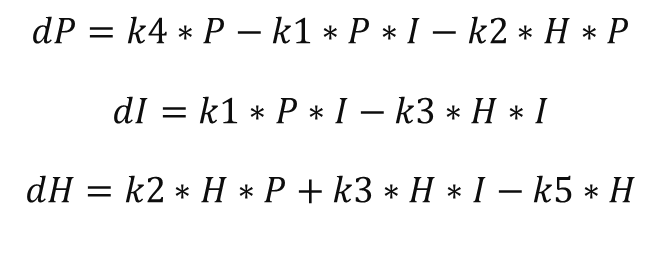 dP = k4 ∗ P − k1 ∗ P ∗ I − k2 ∗ H ∗ P
dI = k1 ∗ P ∗ I − k3 ∗ H ∗ I
dH = k2 ∗ H ∗ P + k3 ∗ H ∗ I − k5 ∗ H